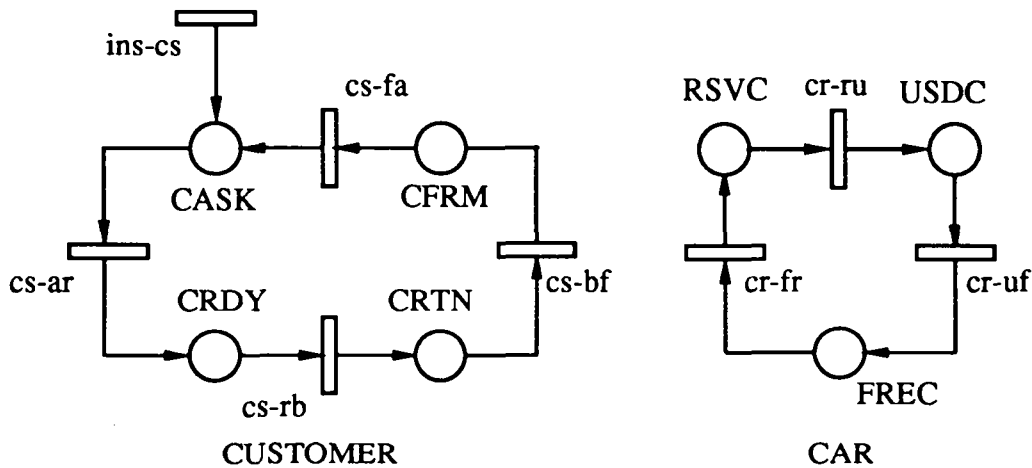 ins-cs
cs-fa
RSVC
cr-ru
USDC
CASK
CFRM
cs-ar
cs-bf
cr-fr
cr-uf
CRDY
CRTN
cs-rb
FREC
CUSTOMER
CAR